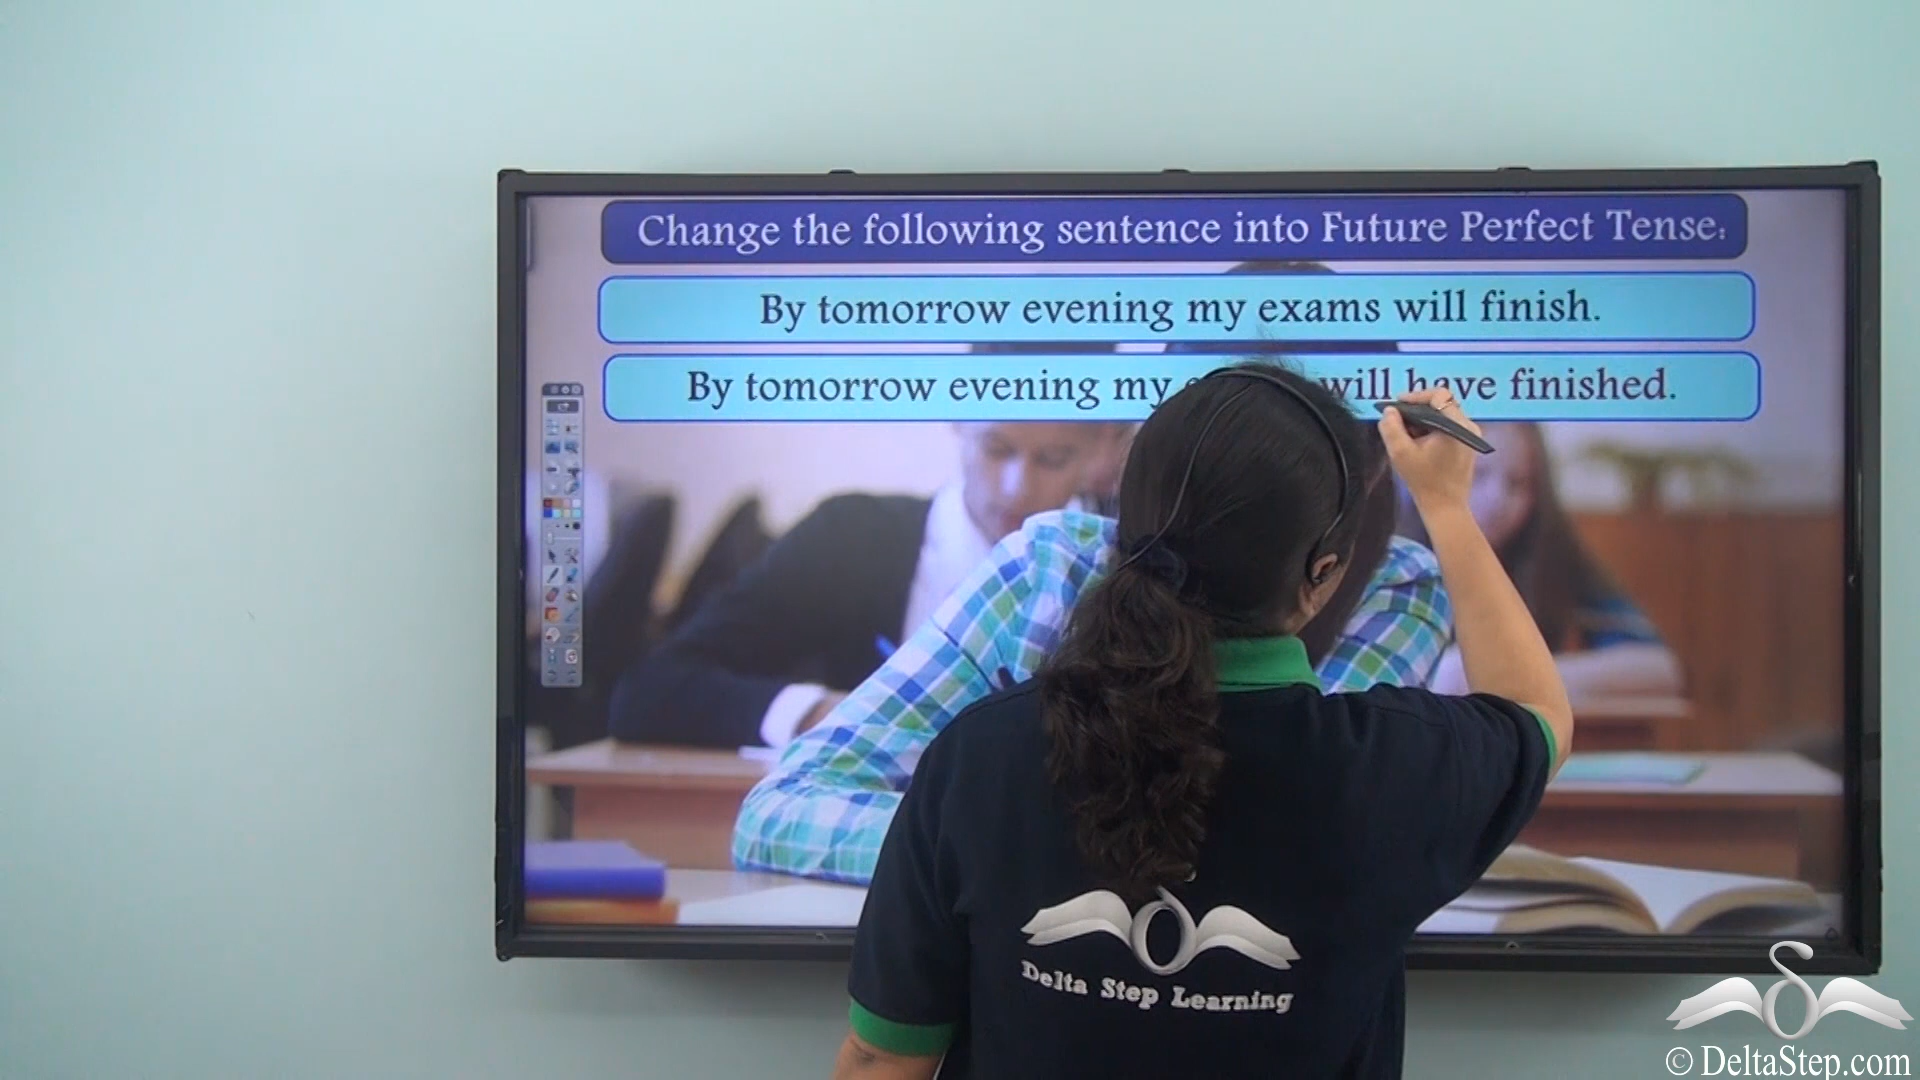 Change the following sentence into Future Perfect Tense:
By tomorrow evening my exams will finish.
By tomorrow evening my will have finished.
Delta Step Learning
© DeltaStep.com